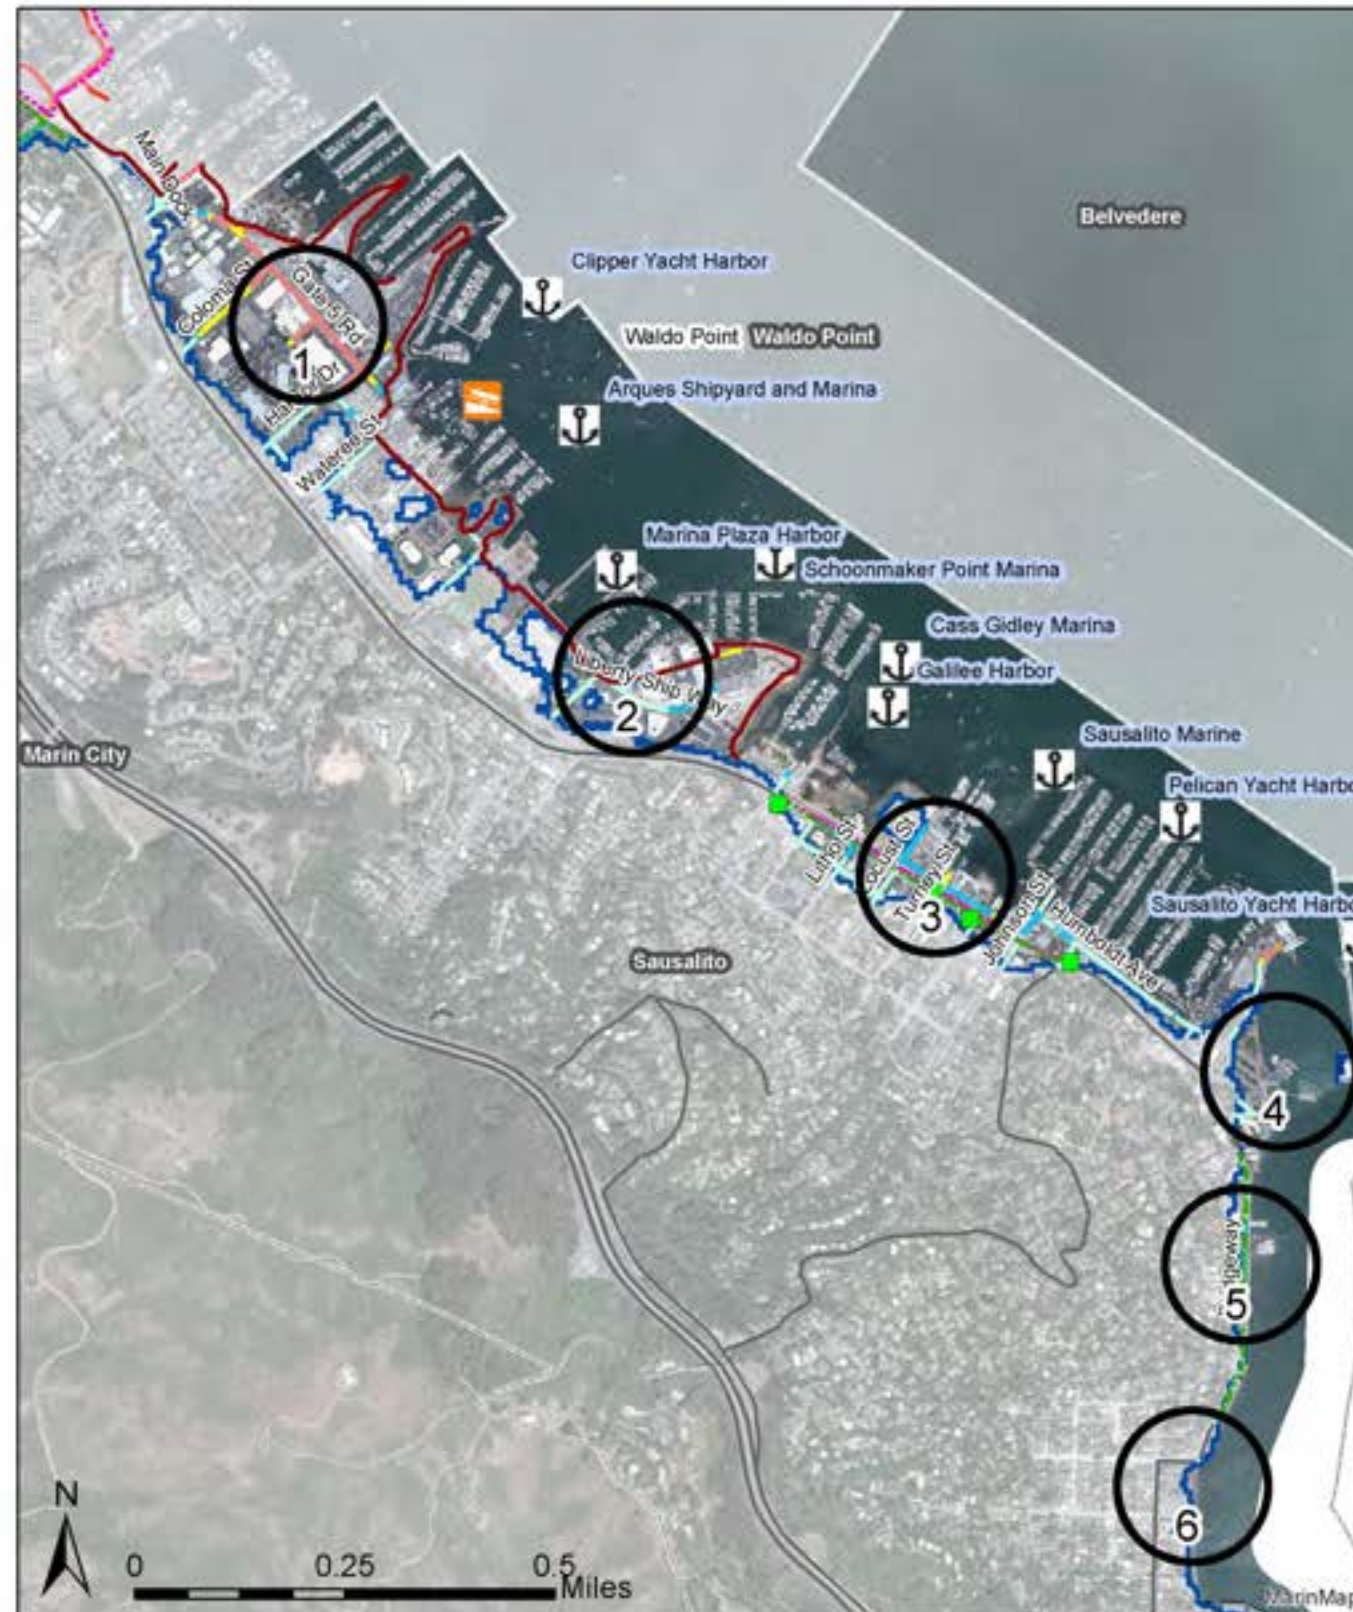 Main Dock
Belvedere
Clipper Yacht Harbor
Coloma St
Gate 5 Rd
Waldo Point Waldo Point
1
Arques Shipyard and Marina
Harbor Dr
Wateree St
Marina Plaza Harbor
Schoonmaker Point Marina
Cass Gidley Marina
Galilee Harbor
Liberty Ship Way
2
Marin City
Sausalito Marine
Pelican Yacht Harbo
Litho St
Locust St
Turney St
3
Johnson St
Humboldt Ave
Sausalito Yacht Harbo
Sausalito
4
5
6
N
0 0.25 0.5
Miles
MarinMap